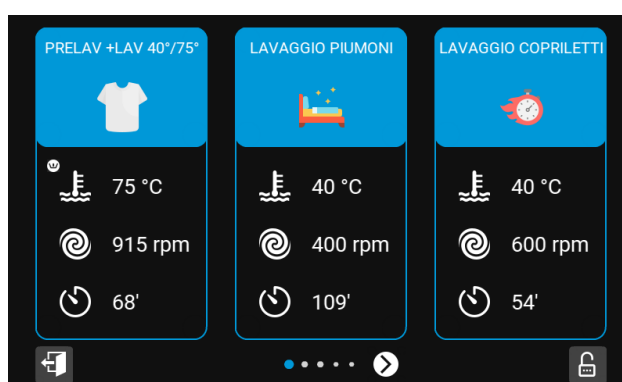 PRELAV +LAV 40°/75°
75 °C
915 rpm
68'
LAVAGGIO PIUMONI
40 °C
400 rpm
109'
LAVAGGIO COPRILETTI
40 °C
600 rpm
54'